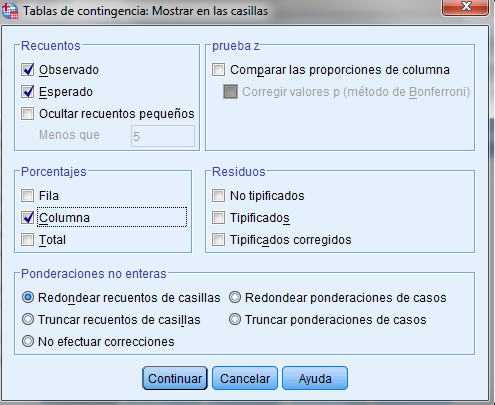 Tablas de contingencia: Mostrar en las casillas
Recuentos
Observado
Esperado
Ocultar recuentos pequeños
Menos que 5
prueba z
Comparar las proporciones de columna
Corregir valores p (método de Bonferroni)
Porcentajes
Fila
Columna
Total
Residuos
No tipificados
Tipificados
Tipificados corregidos
Ponderaciones no enteras
Redondear recuentos de casillas
Redondear ponderaciones de casos
Truncar recuentos de casillas
Truncar ponderaciones de casos
No efectuar correcciones
Continuar
Cancelar
Ayuda